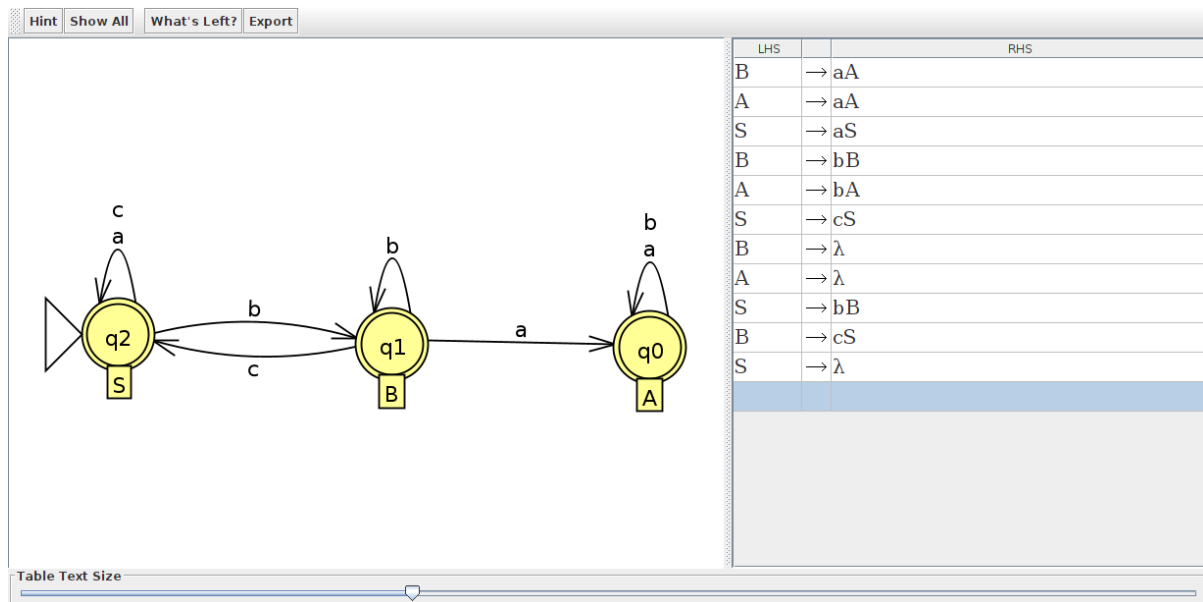 Hint Show All What's Left? Export
LHS RHS
B → aA
A → aA
S → aS
B → bB
A → bA
S → cS
B → λ
A → λ
S → bB
B → cS
S → λ
c
a
b
b
b
a
b
a
c
q2
q1
q0
S
B
A
Table Text Size